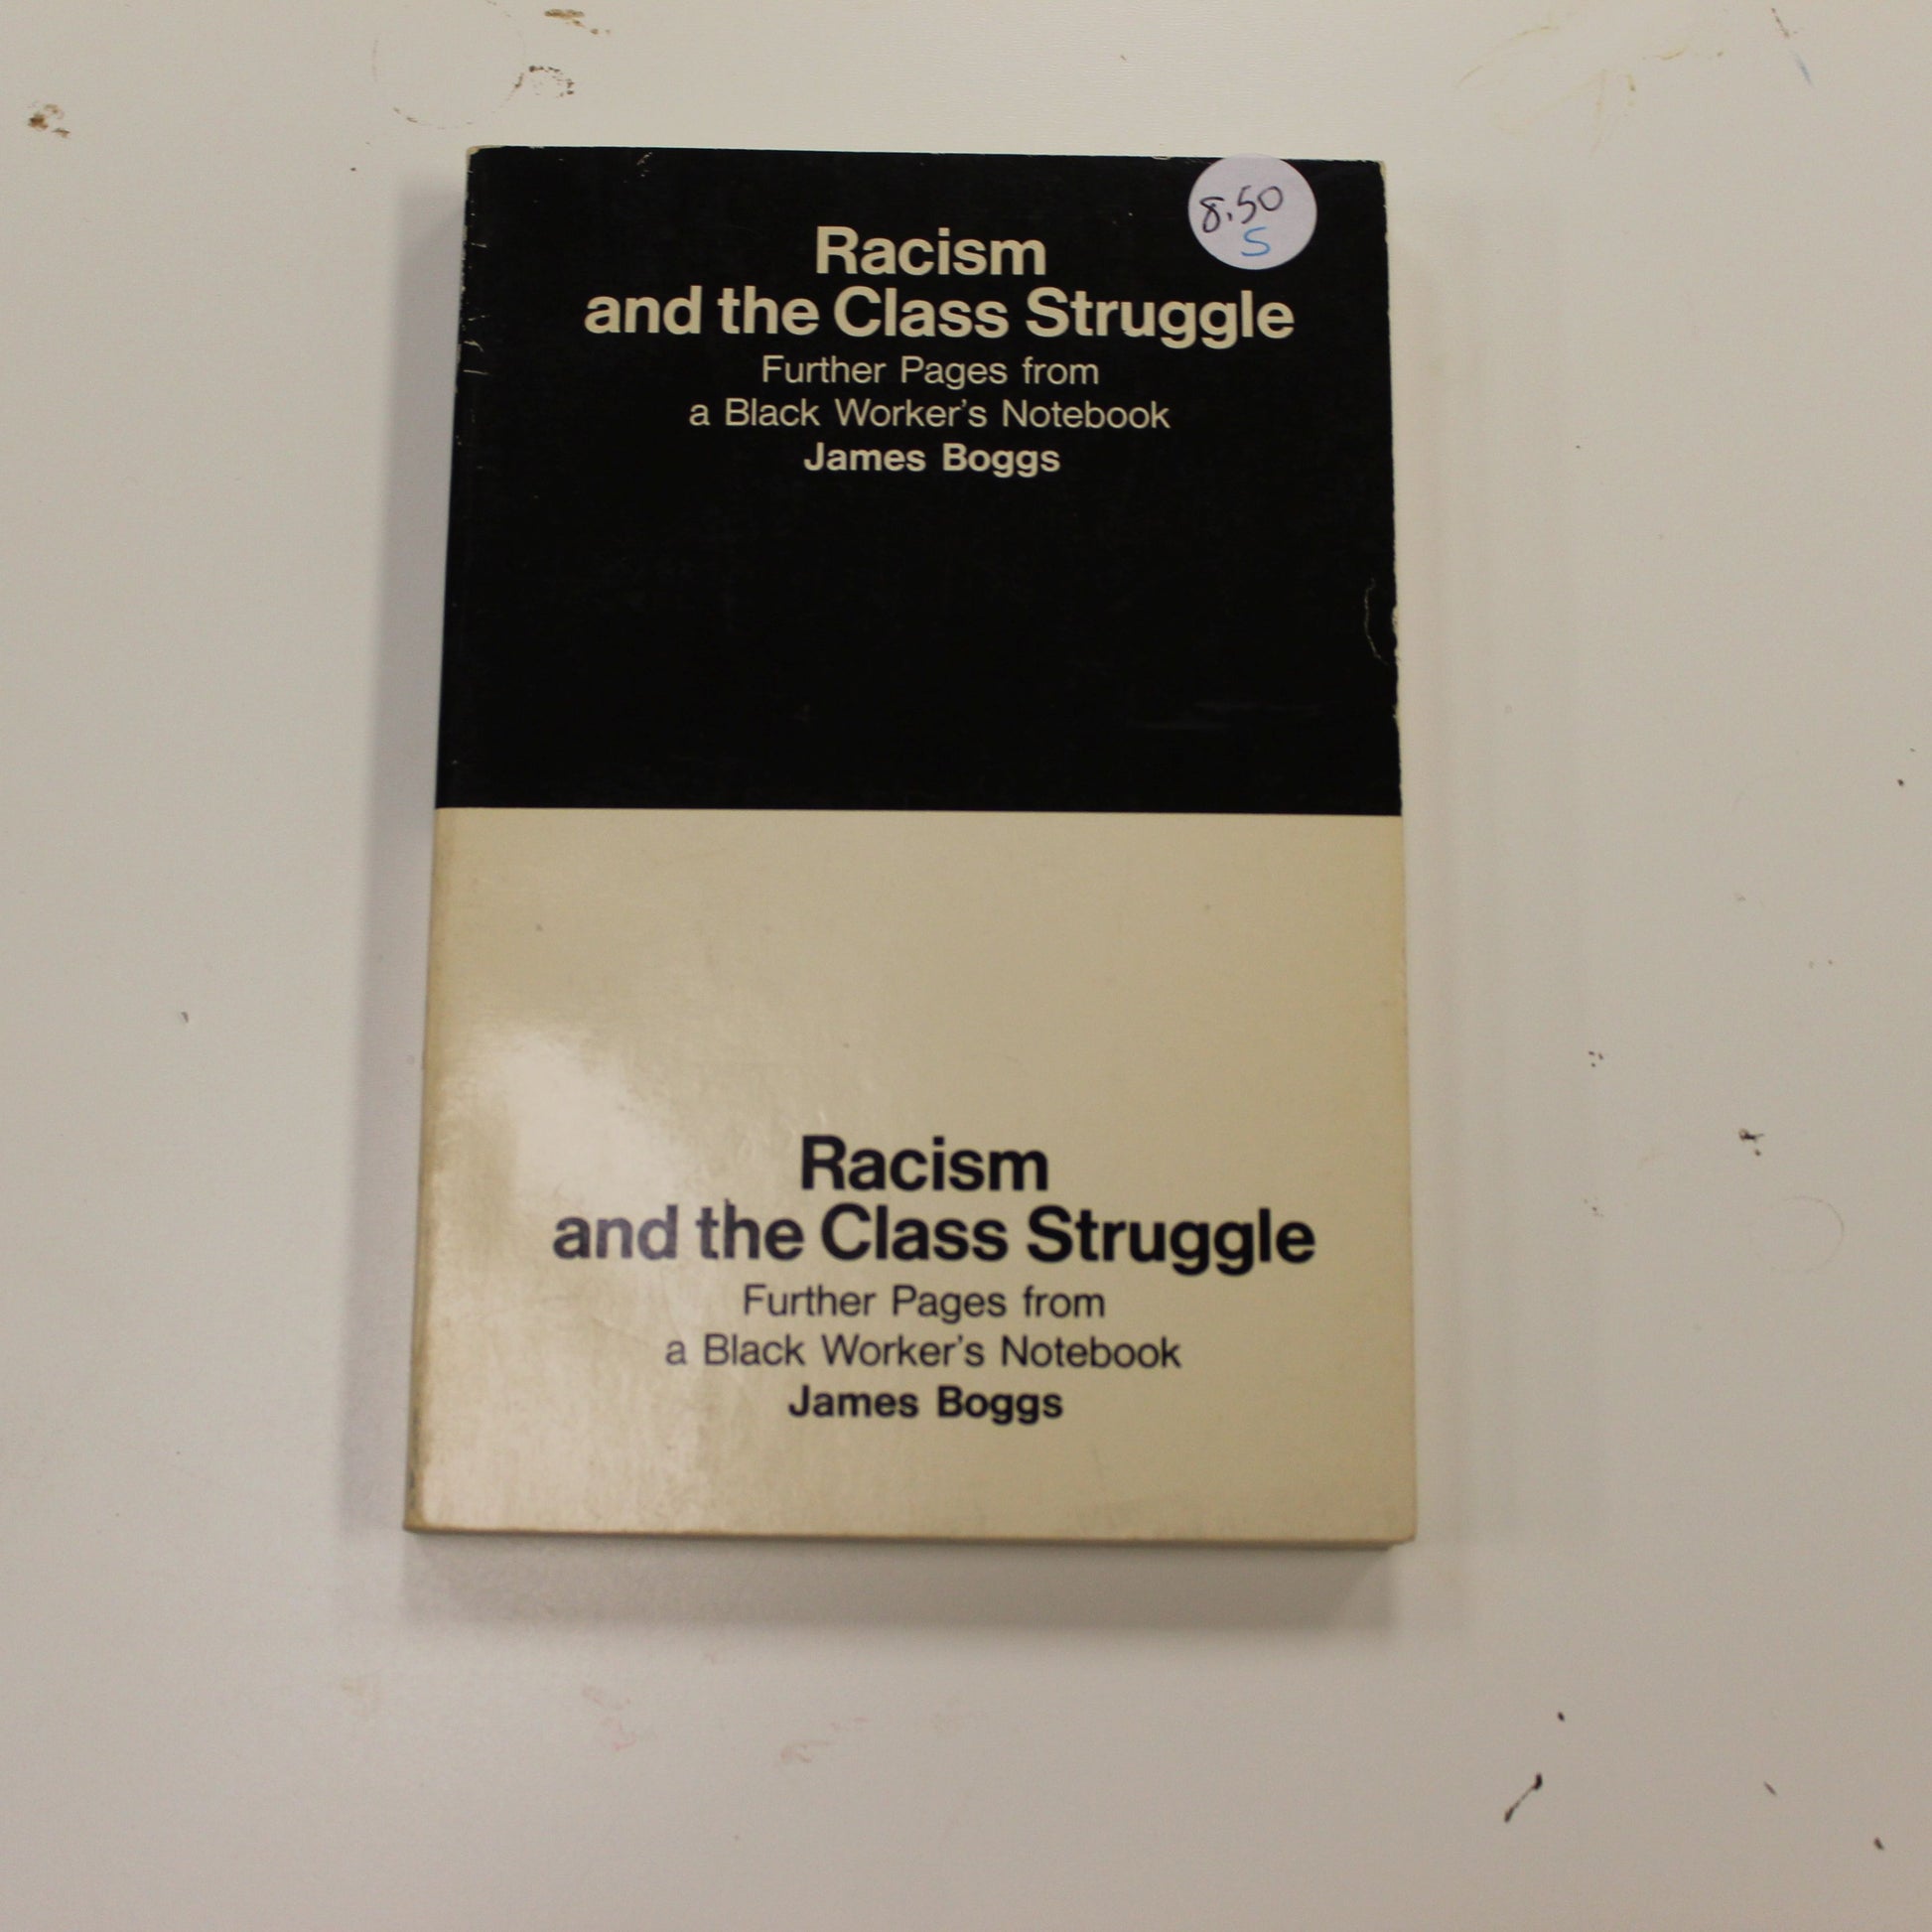 8.50
S
Racism
and the Class Struggle
Further Pages from
a Black Worker's Notebook
James Boggs
Racism
and the Class Struggle
Further Pages from
a Black Worker's Notebook
James Boggs